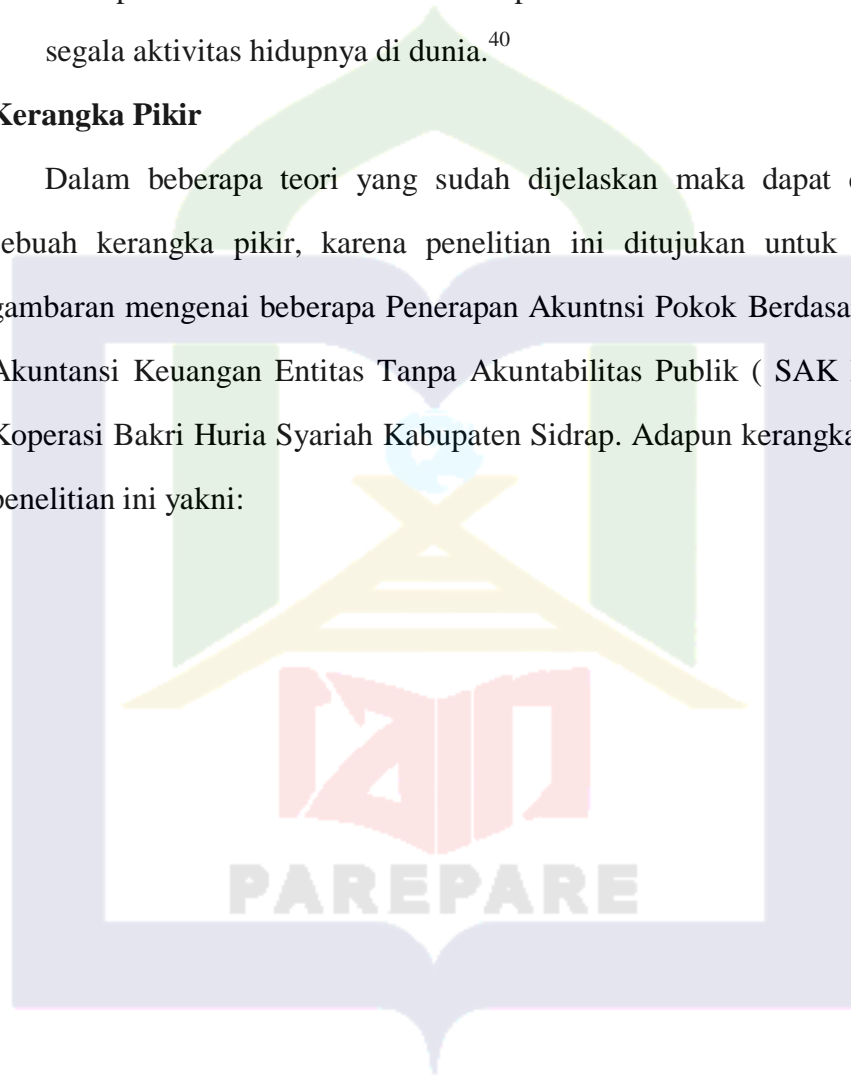 segala aktivitas hidupnya di dunia.40
Kerangka Pikir
Dalam beberapa teori yang sudah dijelaskan maka dapat
sebuah kerangka pikir, karena penelitian ini ditujukan untuk
gambaran mengenai beberapa Penerapan Akuntnsi Pokok Berdasa
Akuntansi Keuangan Entitas Tanpa Akuntabilitas Publik ( SAK
Koperasi Bakri Huria Syariah Kabupaten Sidrap. Adapun kerangka
penelitian ini yakni:
PAREPARE